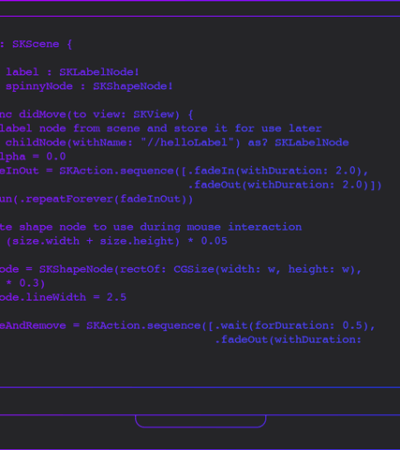 : SKScene {
label : SKLabelNode!
spinnyNode : SKShapeNode!
nc didMove(to view: SKView) {
label node from scene and store it for use later
childNode(withName: "//helloLabel") as? SKLabelNode
lpha = 0.0
eInOut = SKAction.sequence([.fadeIn(withDuration: 2.0),
.fadeOut(withDuration: 2.0)])
un(.repeatForever(fadeInOut))
te shape node to use during mouse interaction
(size.width + size.height) * 0.05
ode = SKShapeNode(rectOf: CGSize(width: w, height: w),
* 0.3)
ode.lineWidth = 2.5
eAndRemove = SKAction.sequence([.wait(forDuration: 0.5),
.fadeOut(withDuration: